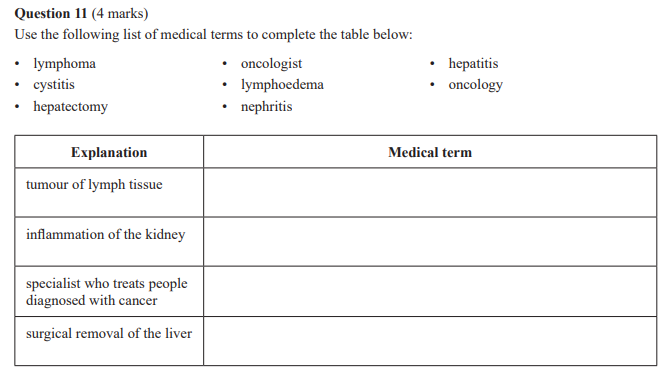 Question 11 (4 marks)
Use the following list of medical terms to complete the table below:
• lymphoma • oncologist • hepatitis
• cystitis • lymphoedema • oncology
• hepatectomy • nephritis
Explanation Medical term
tumour of lymph tissue
inflammation of the kidney
specialist who treats people
diagnosed with cancer
surgical removal of the liver